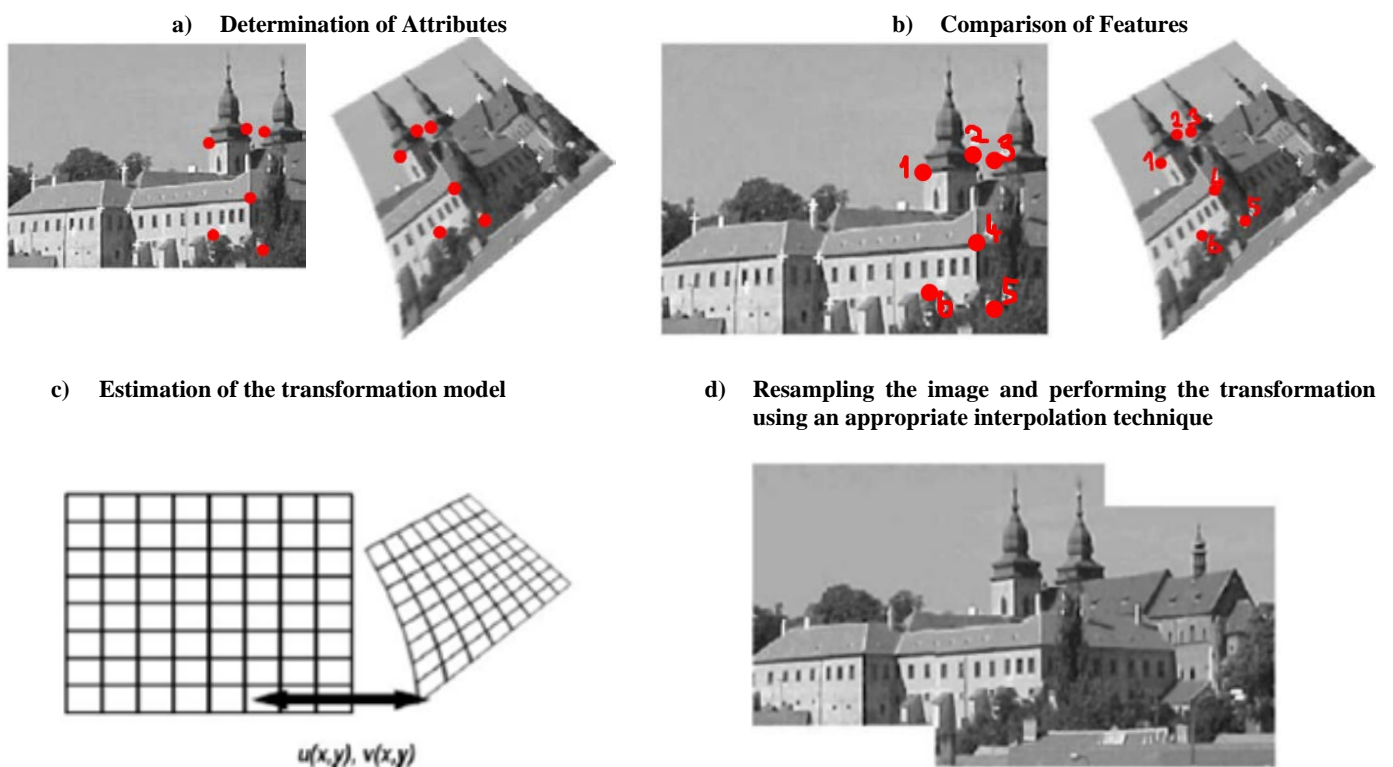 a) Determination of Attributes
b) Comparison of Features
1 2 3 4 5 6
1 2 3 4 5 6
c) Estimation of the transformation model
d) Resampling the image and performing the transformation
using an appropriate interpolation technique
u(x,y), v(x,y)